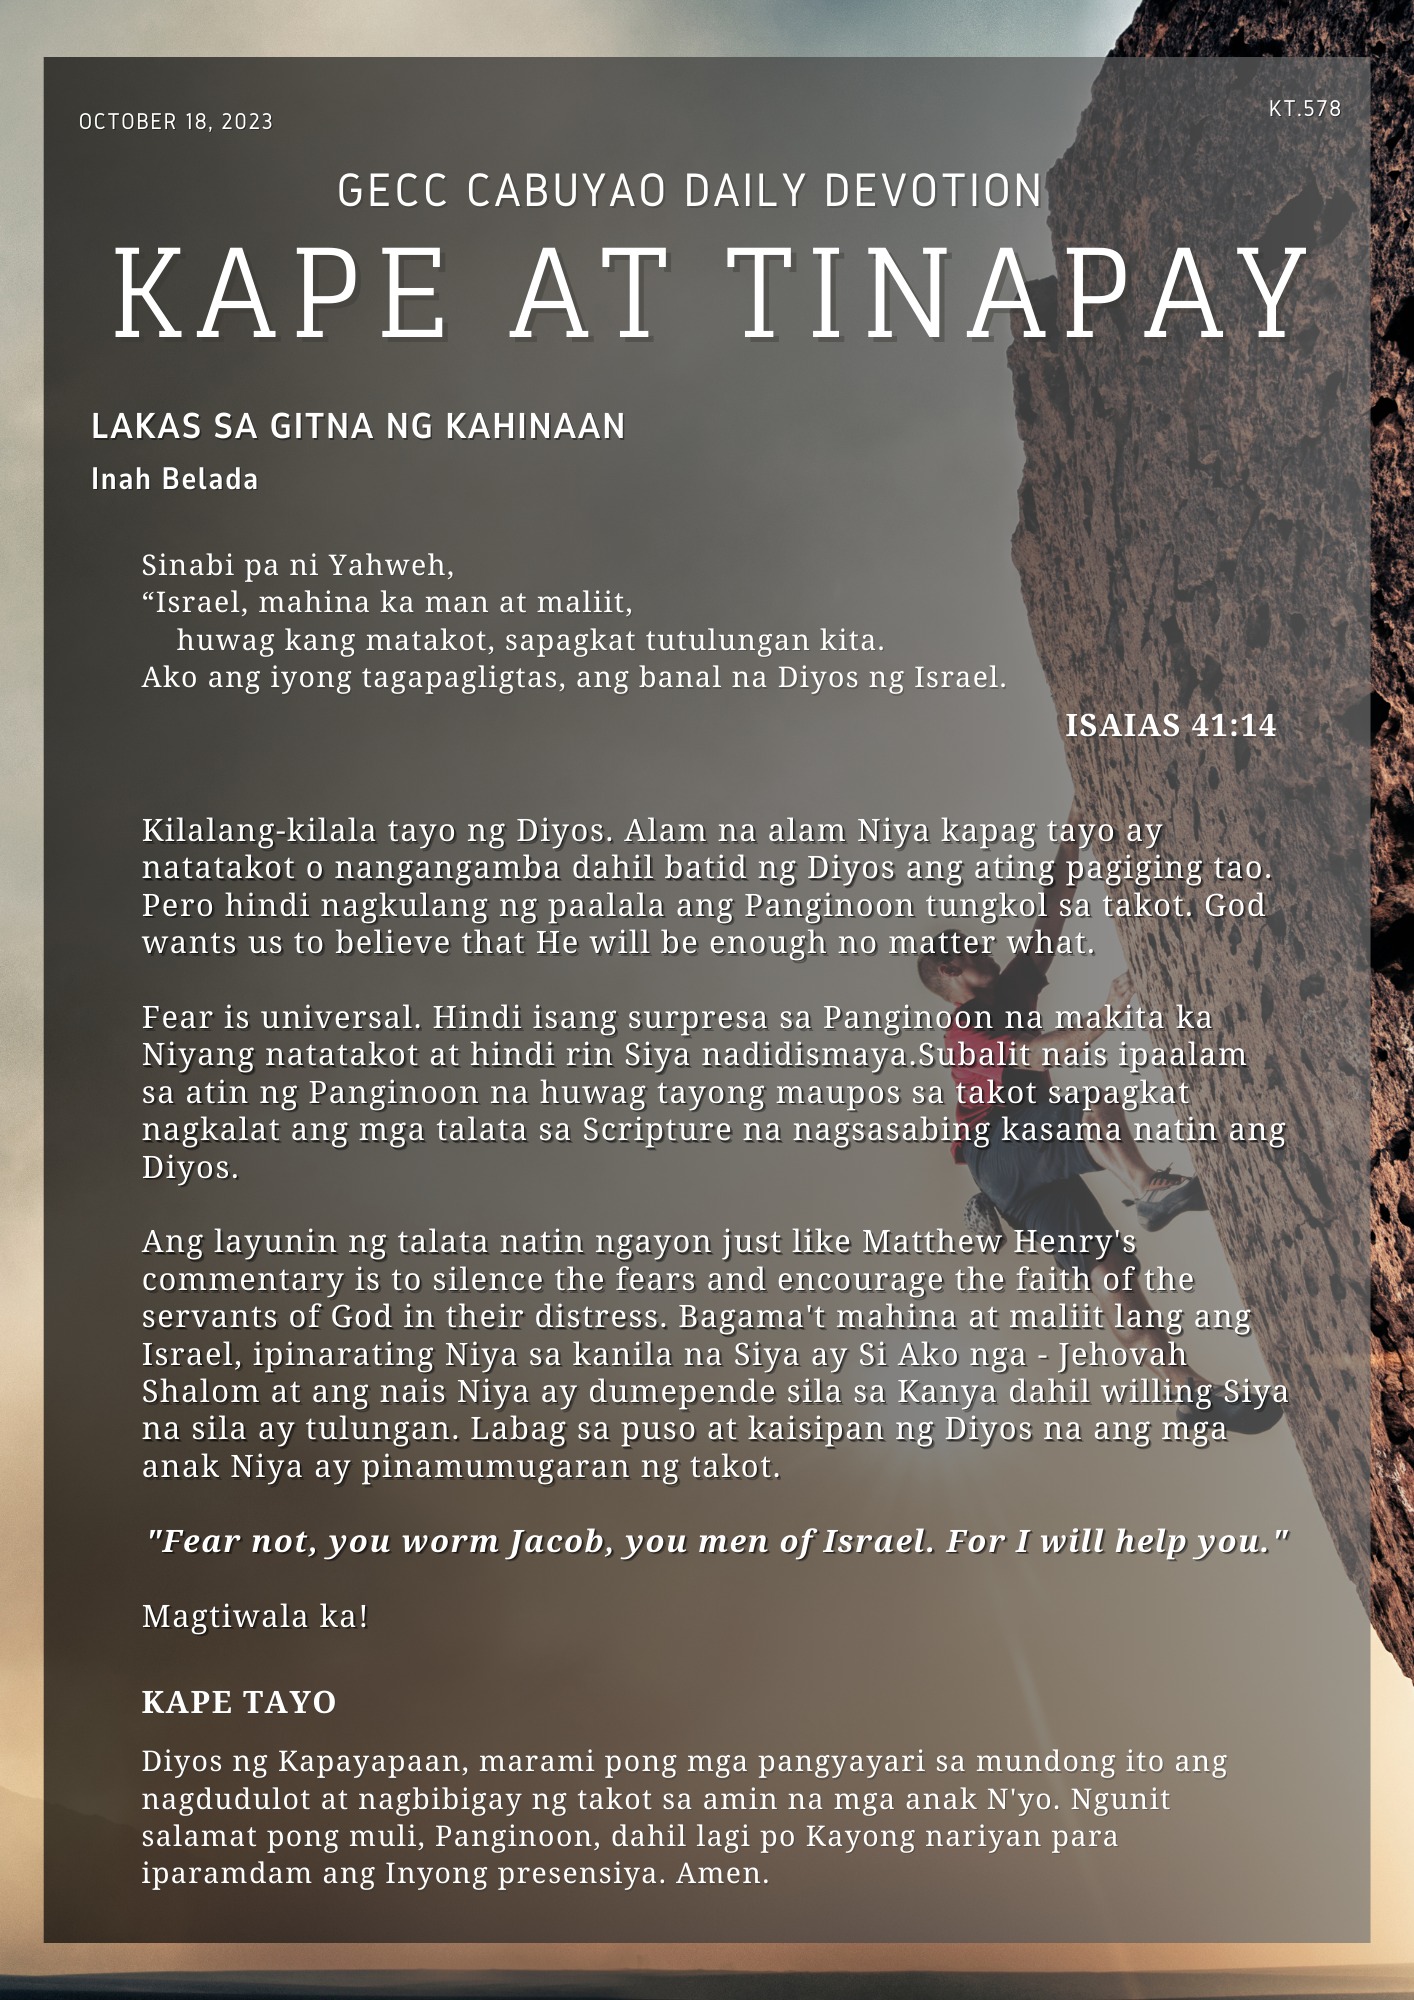 OCTOBER 18, 2023
KT.578
GECC CABUYAO DAILY DEVOTION
KAPE AT TINAPAY
LAKAS SA GITNA NG KAHINAAN
Inah Belada
Sinabi pa ni Yahweh,
“Israel, mahina ka man at maliit,
huwag kang matakot, sapagkat tutulungan kita.
Ako ang iyong tagapagligtas, ang banal na Diyos ng Israel.
ISAIAS 41:14
Kilalang-kilala tayo ng Diyos. Alam na alam Niya kapag tayo ay
natatakot o nangangamba dahil batid ng Diyos ang ating pagiging tao.
Pero hindi nagkulang ng paalala ang Panginoon tungkol sa takot. God
wants us to believe that He will be enough no matter what.
Fear is universal. Hindi isang surpresa sa Panginoon na makita ka
Niyang natatakot at hindi rin Siya nadidismaya.Subalit nais ipaalam
sa atin ng Panginoon na huwag tayong maupos sa takot sapagkat
nagkalat ang mga talata sa Scripture na nagsasabing kasama natin ang
Diyos.
Ang layunin ng talata natin ngayon just like Matthew Henry's
commentary is to silence the fears and encourage the faith of the
servants of God in their distress. Bagama't mahina at maliit lang ang
Israel, ipinarating Niya sa kanila na Siya ay Si Ako nga - Jehovah
Shalom at ang nais Niya ay dumepende sila sa Kanya dahil willing Siya
na sila ay tulungan. Labag sa puso at kaisipan ng Diyos na ang mga
anak Niya ay pinamumugaran ng takot.
"Fear not, you worm Jacob, you men of Israel. For I will help you."
Magtiwala ka!
KAPE TAYO
Diyos ng Kapayapaan, marami pong mga pangyayari sa mundong ito ang
nagdudulot at nagbibigay ng takot sa amin na mga anak N'yo. Ngunit
salamat pong muli, Panginoon, dahil lagi po Kayong nariyan para
iparamdam ang Inyong presensiya. Amen.